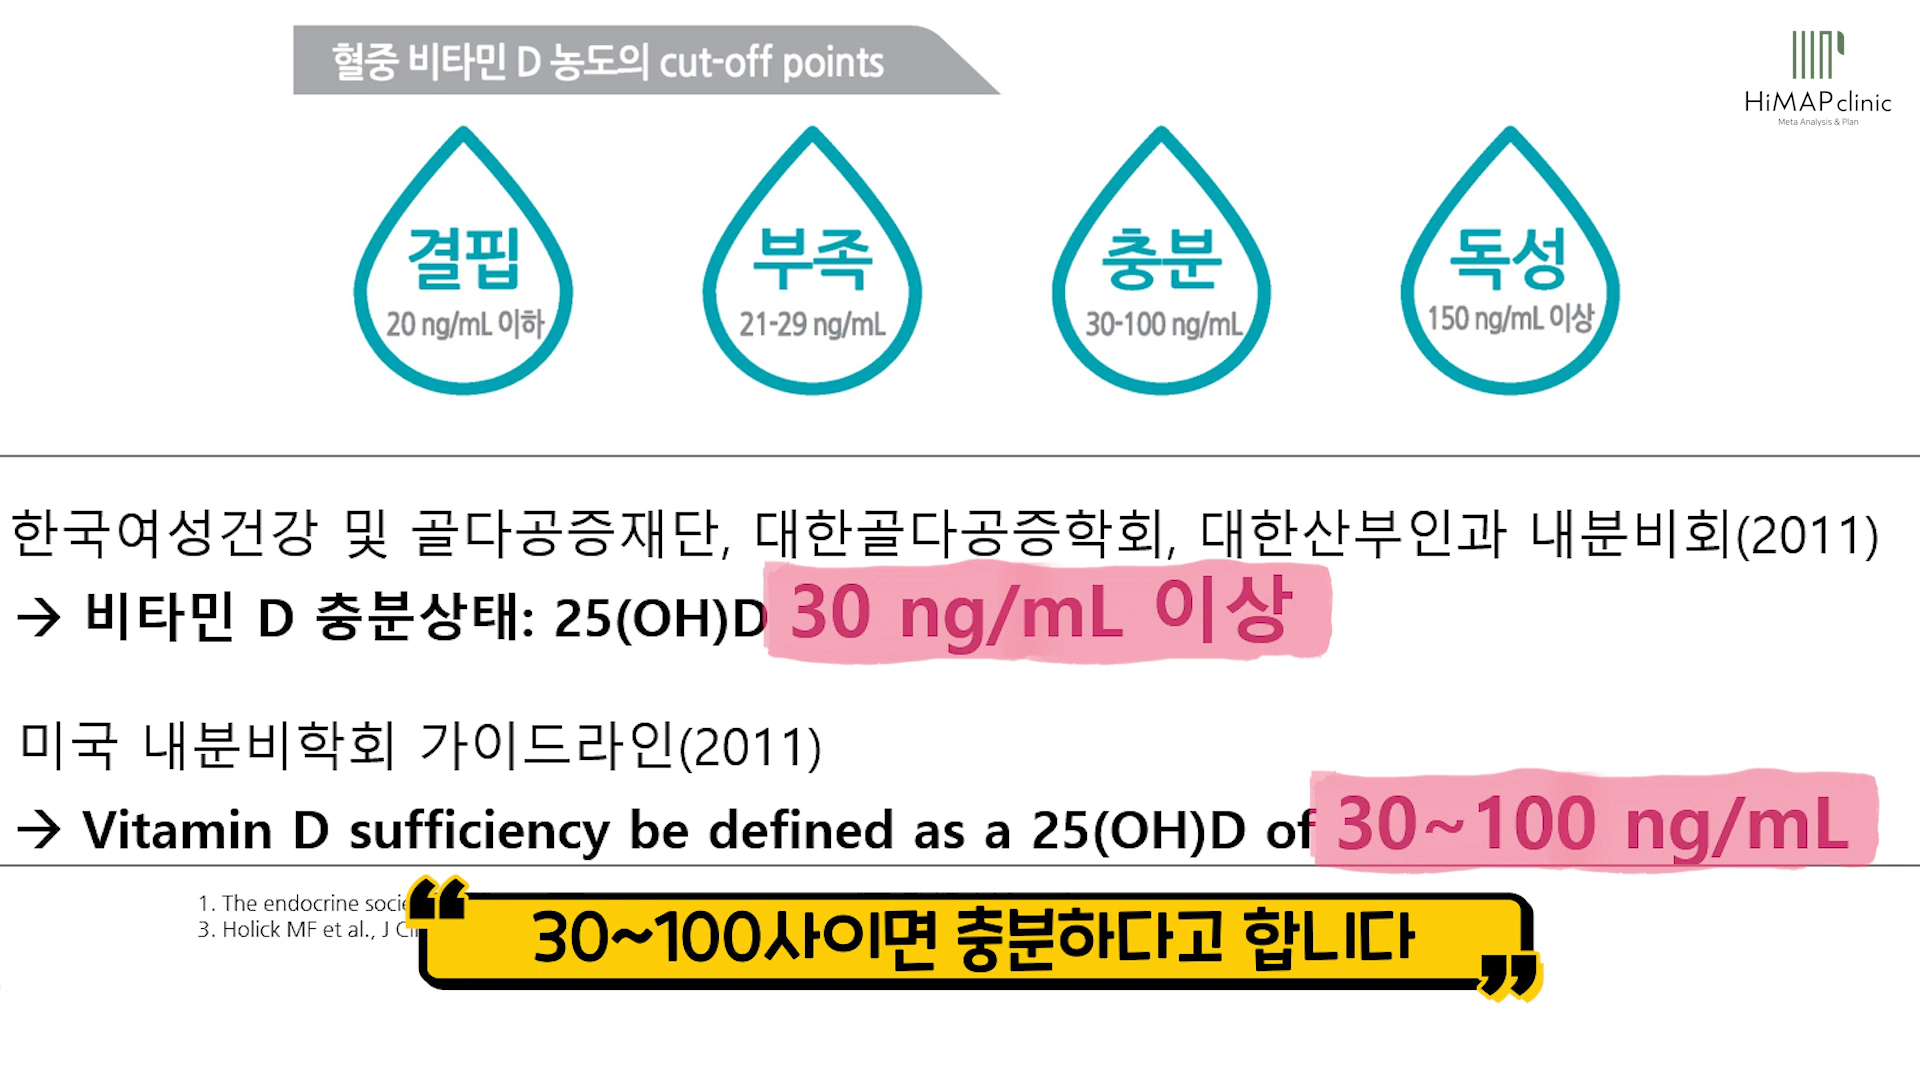 혈중 비타민 D 농도의 cut-off points
HiMAP clinic
Meta Analysis & Plan
결핍
20 ng/mL 이하
부족
21-29 ng/mL
충분
30-100 ng/mL
독성
150 ng/mL 이상
한국여성건강 및 골다공증재단, 대한골다공증학회, 대한산부인과 내분비회(2011)
→ 비타민 D 충분상태: 25(OH)D 30 ng/mL 이상
미국 내분비학회 가이드라인(2011)
→ Vitamin D sufficiency be defined as a 25(OH)D of 30~100 ng/mL
1. The endocrine
3. Holick MF et al., J
❝30~100사이면 충분하다고 합니다❞